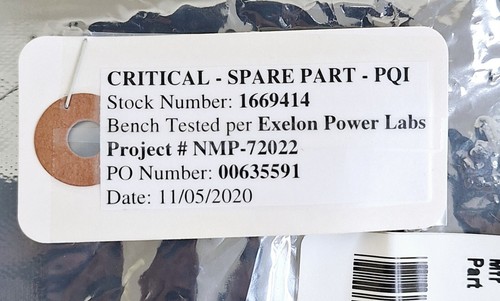 CRITICAL - SPARE PART - PQI
Stock Number: 1669414
Bench Tested per Exelon Power Labs
Project # NMP-72022
PO Number: 00635591
Date: 11/05/2020
Part